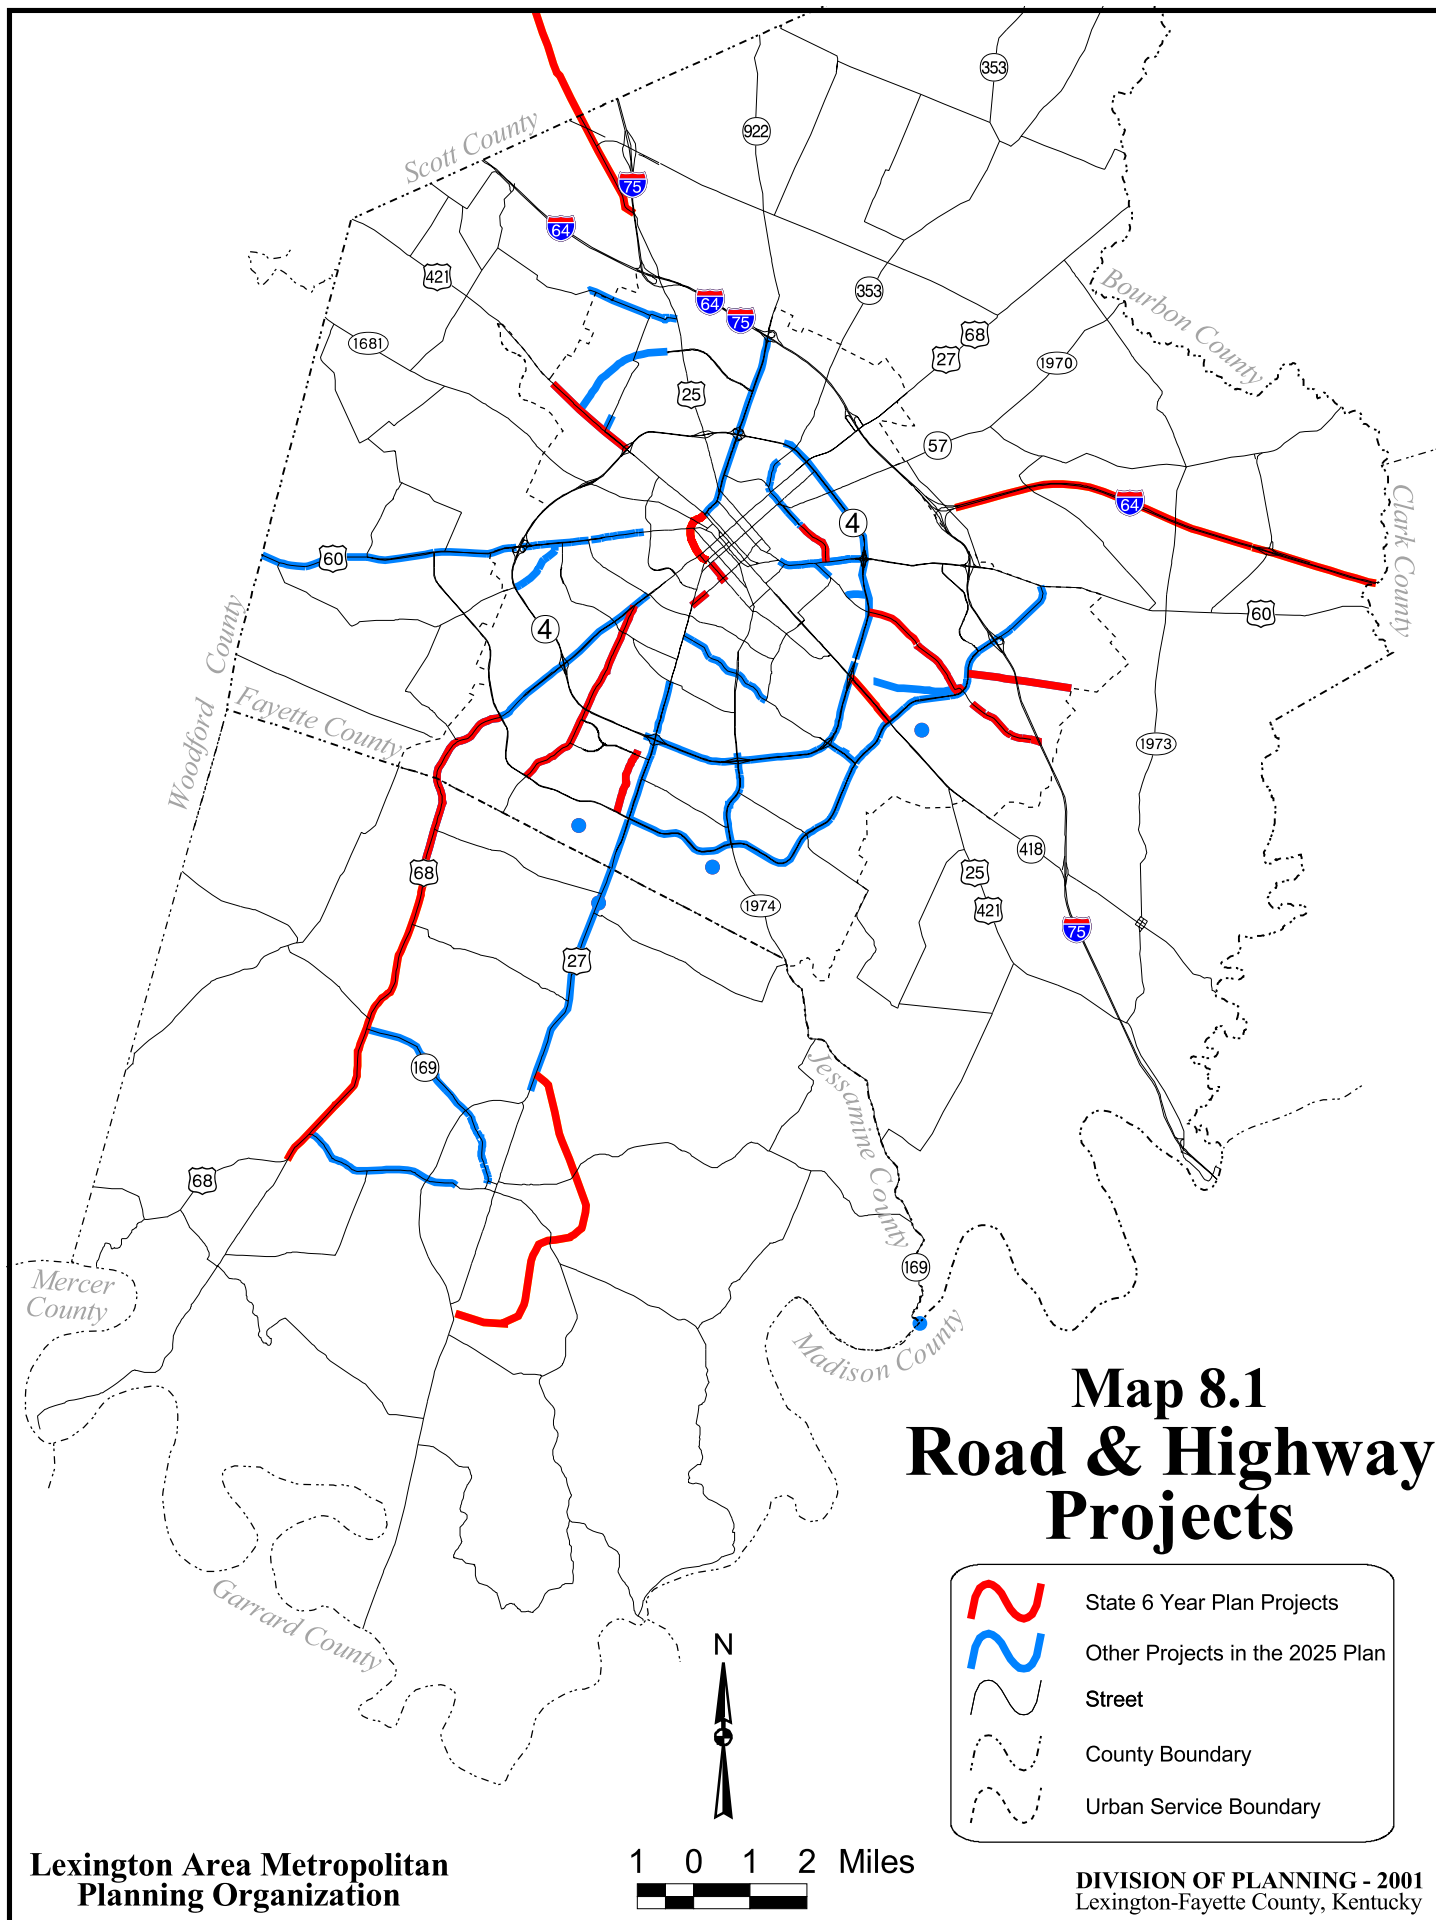 353
922
Scott County
75
64
421
353
64
75
Bourbon County
68
1681
27
1970
25
57
64
4
Clark County
60
60
4
Woodford County
Fayette County
1973
418
68
25
1974
421
75
27
169
Jessamine County
68
169
Mercer
County
Madison County
Map 8.1
Road & Highway
Projects
State 6 Year Plan Projects
Other Projects in the 2025 Plan
Street
County Boundary
Urban Service Boundary
Garrard County
N
1 0 1 2 Miles
Lexington Area Metropolitan
Planning Organization
DIVISION OF PLANNING - 2001
Lexington-Fayette County, Kentucky